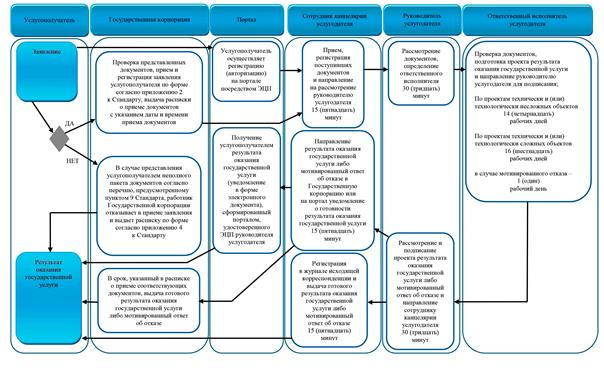 Услугополучатель
Государственная корпорация
Портал
Сотрудник канцелярии
услугодателя
Руководитель
услугодателя
Ответственный исполнитель
услугодателя
Заявление
ДА
НЕТ
Результат
оказания
государственной
услуги
Проверка представленных
документов, прием и
регистрация заявления
услугополучателя по форме
согласно приложению 2
к Стандарту, выдача расписки
о приеме документов
с указанием даты и времени
приема документов
В случае представления
услугополучателем неполного
пакета документов согласно
перечню, предусмотренному
пунктом 9 Стандарта, работник
Государственной корпорации
отказывает в приеме заявления
и выдает расписку по форме
согласно приложению 4
к Стандарту
В срок, указанный в расписке
о приеме соответствующих
документов, выдача готового
результата оказания
государственной услуги
либо мотивированный ответ
об отказе
Услугополучатель
осуществляет
регистрацию
(авторизацию)
на портале
посредством ЭЦП
Получение
услугополучателем
результата
оказания
государственной
услуги
(уведомление
в форме
электронного
документа),
сформированный
порталом,
удостоверенного
ЭЦП руководителя
услугодателя
Прием,
регистрация
поступивших
документов
и направление
на рассмотрение
руководителю
услугодателя
15 (пятнадцать)
минут
Направление
результата оказания
государственной услуги
либо мотивированный ответ
об отказе в
Государственную
корпорацию или
на портал уведомление
о готовности
результата оказания
государственной услуги
15 (пятнадцать)
минут
Регистрация
в журнале исходящей
корреспонденции и выдача
готового результата оказания
государственной услуги
либо мотивированный
ответ об отказе
15 (пятнадцать)
минут
Рассмотрение
документов,
определение
ответственного
исполнителя
30 (тридцать)
минут
Рассмотрение и
подписание
проекта результата
оказания
государственной
услуги либо
мотивированный
ответ об отказе и
направление
сотруднику
канцелярии
услугодателя
30 (тридцать)
минут
Проверка документов,
подготовка проекта результата
оказания государственной услуги
и направление руководителю
услугодателя для подписания;
По проектам технически и (или)
технологически несложных объектов
14 (четырнадцать)
рабочих дней
По проектам технически и (или)
технологически сложных объектов
16 (шестнадцать)
рабочих дней
в случае мотивированного отказа –
1 (один)
рабочий день